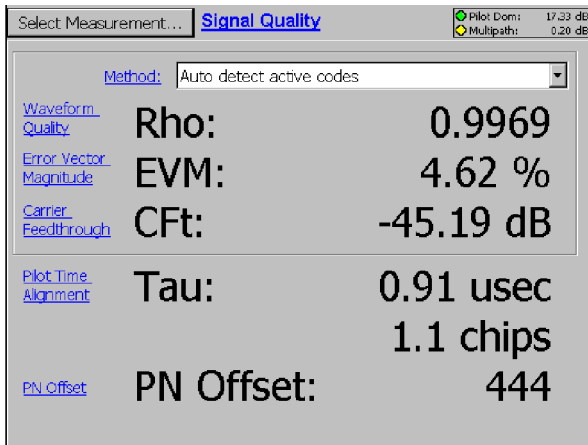 Select Measurement... Signal Quality Pilot Dom: 17.33 dB
Multipath: 0.20 dB
Method: Auto detect active codes
Waveform Quality Rho: 0.9969
Error Vector Magnitude EVM: 4.62 %
Carrier Feedthrough CFt: -45.19 dB
Pilot Time Alignment Tau: 0.91 usec
1.1 chips
PN Offset PN Offset: 444